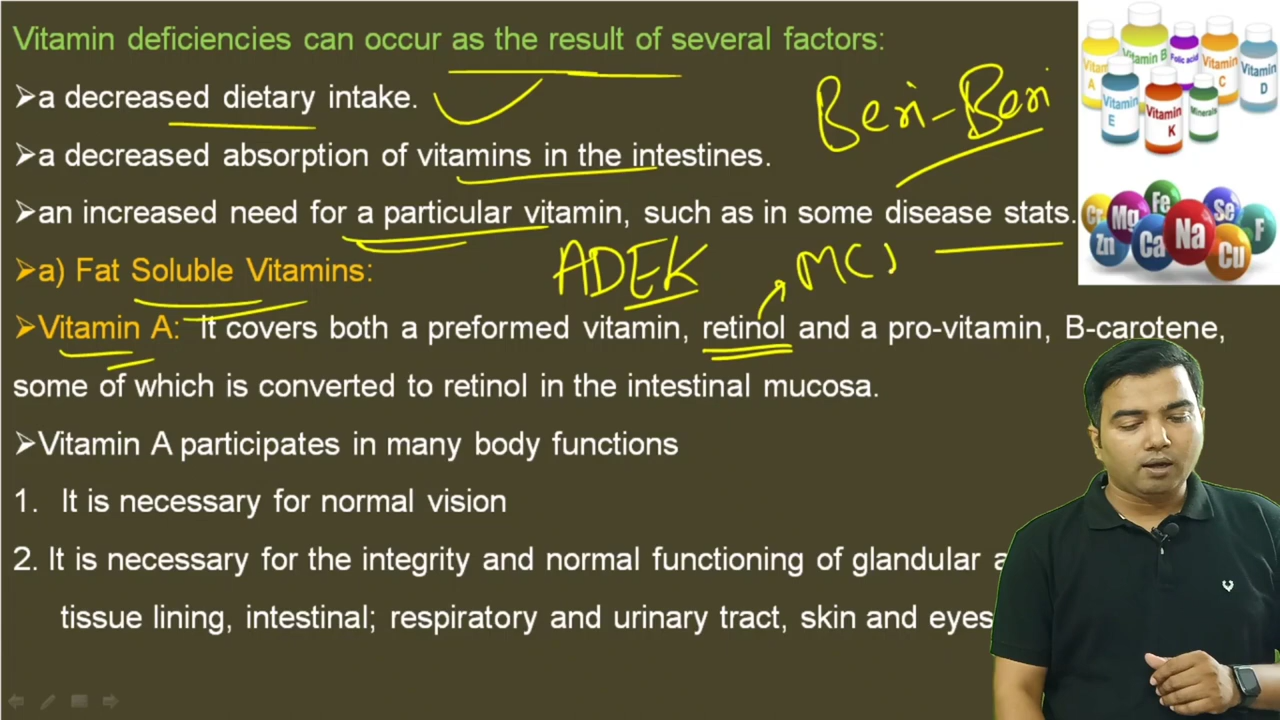 Vitamin deficiencies can occur as the result of several factors:
➢a decreased dietary intake.
Beri-Beri
➢a decreased absorption of vitamins in the intestines.
➢an increased need for a particular vitamin, such as in some disease stats.
➢a) Fat Soluble Vitamins:
ADEK
➢Vitamin A: It covers both a preformed vitamin, retinol and a pro-vitamin, B-carotene,
some of which is converted to retinol in the intestinal mucosa.
➢Vitamin A participates in many body functions
1. It is necessary for normal vision
2. It is necessary for the integrity and normal functioning of glandular
tissue lining, intestinal; respiratory and urinary tract, skin and eyes
Vitamin A
Vitamin B
Folic acid
Vitamin C
Vitamin D
Vitamin E
Vitamin K
Minerals
Cr
Mg
Fe
Se
F
Zn
Ca
Na
Cu